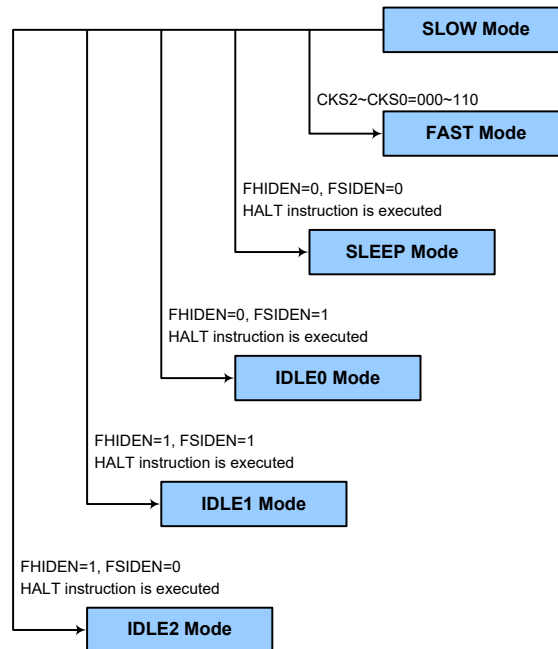 SLOW Mode
CKS2~CKS0=000~110
FAST Mode
FHIDEN=0, FSIDEN=0
HALT instruction is executed
SLEEP Mode
FHIDEN=0, FSIDEN=1
HALT instruction is executed
IDLE0 Mode
FHIDEN=1, FSIDEN=1
HALT instruction is executed
IDLE1 Mode
FHIDEN=1, FSIDEN=0
HALT instruction is executed
IDLE2 Mode